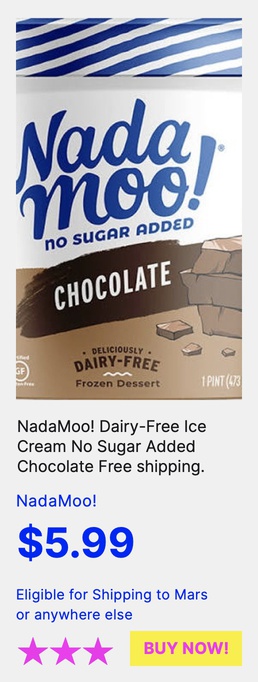 Nada
moo!®
NO SUGAR ADDED
CHOCOLATE
• DELICIOUSLY •
DAIRY-FREE
Frozen Dessert
GF
1 PINT (473
NadaMoo! Dairy-Free Ice
Cream No Sugar Added
Chocolate Free shipping.
NadaMoo!
$5.99
Eligible for Shipping to Mars
or anywhere else
BUY NOW!